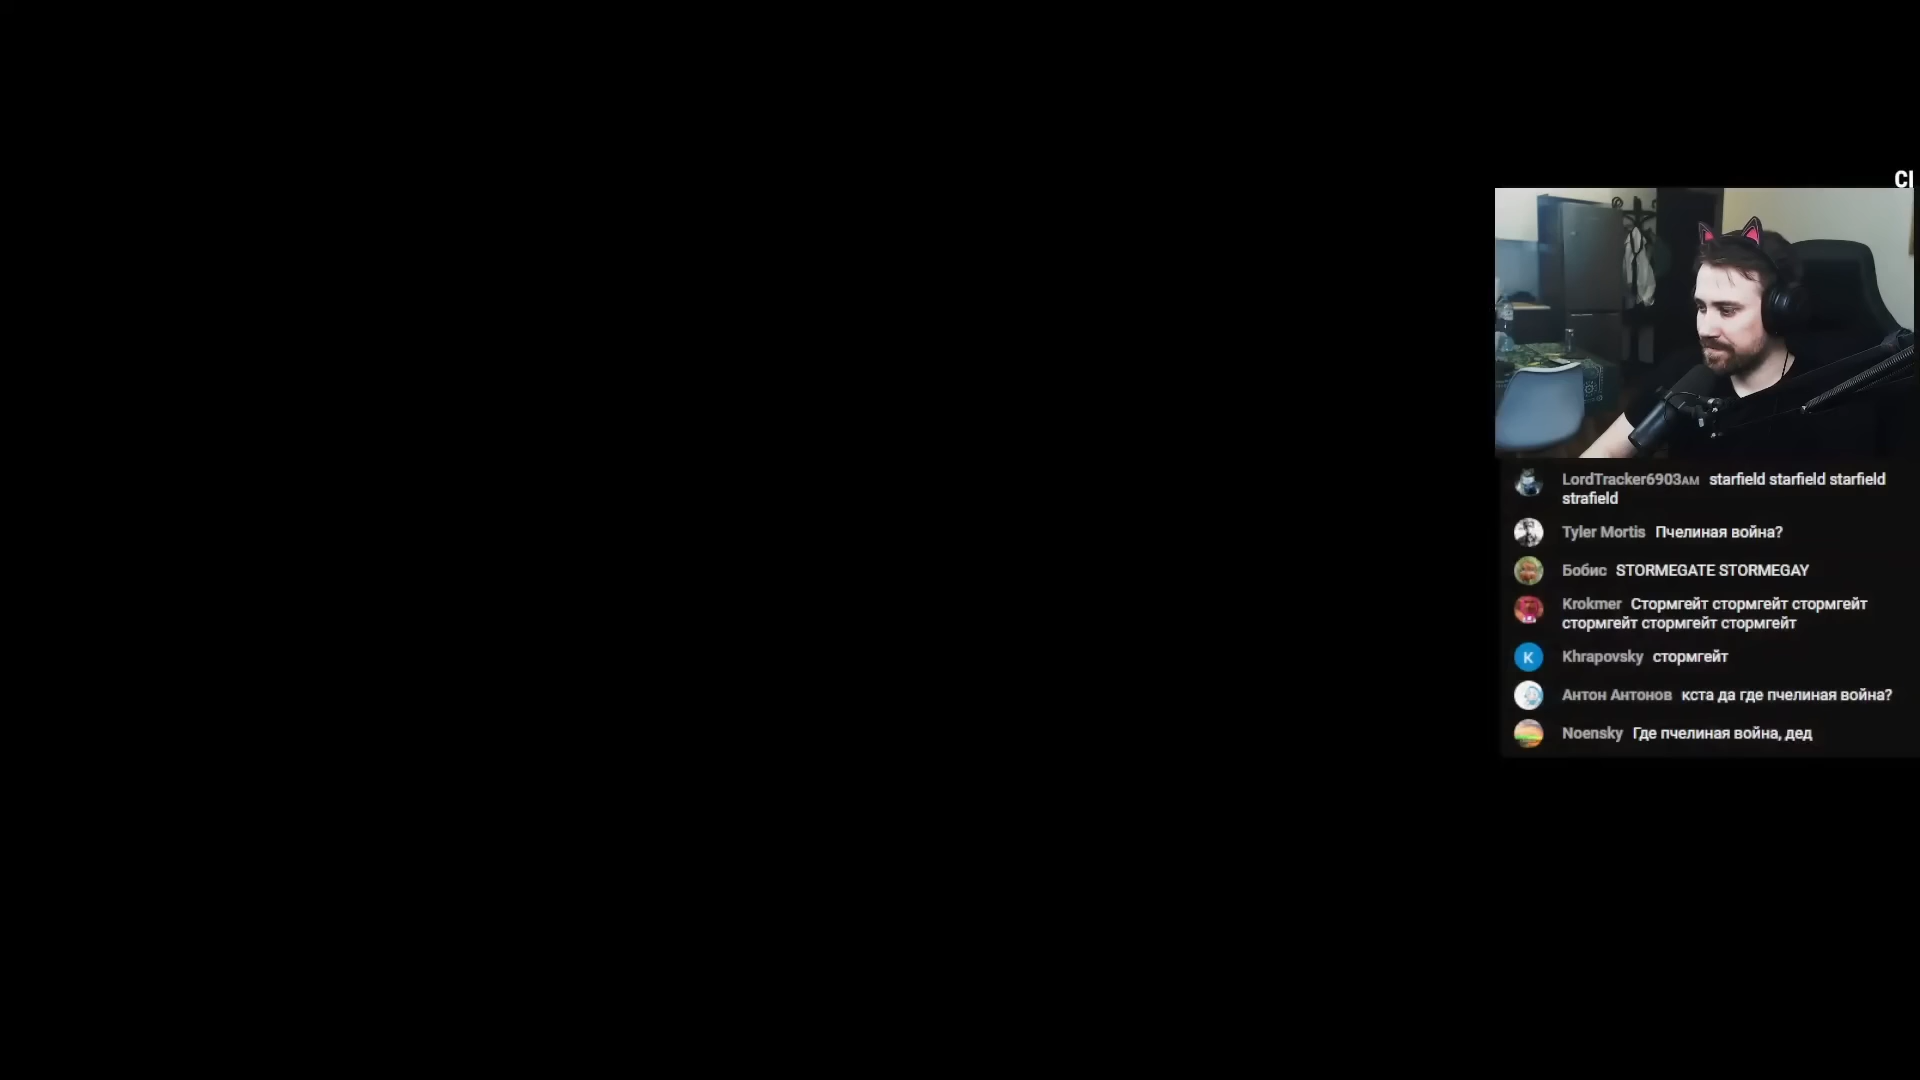 CI
LordTracker6903AM starfield starfield starfield
strafield
Tyler Mortis Пчелиная война?
Бобис STORMEGATE STORMEGAY
Krokmer Стормгейт стормгейт стормгейт
стормгейт стормгейт стормгейт
K
Khrapovsky стормгейт
Антон Антонов кста да где пчелиная война?
Noensky Где пчелиная война, дед